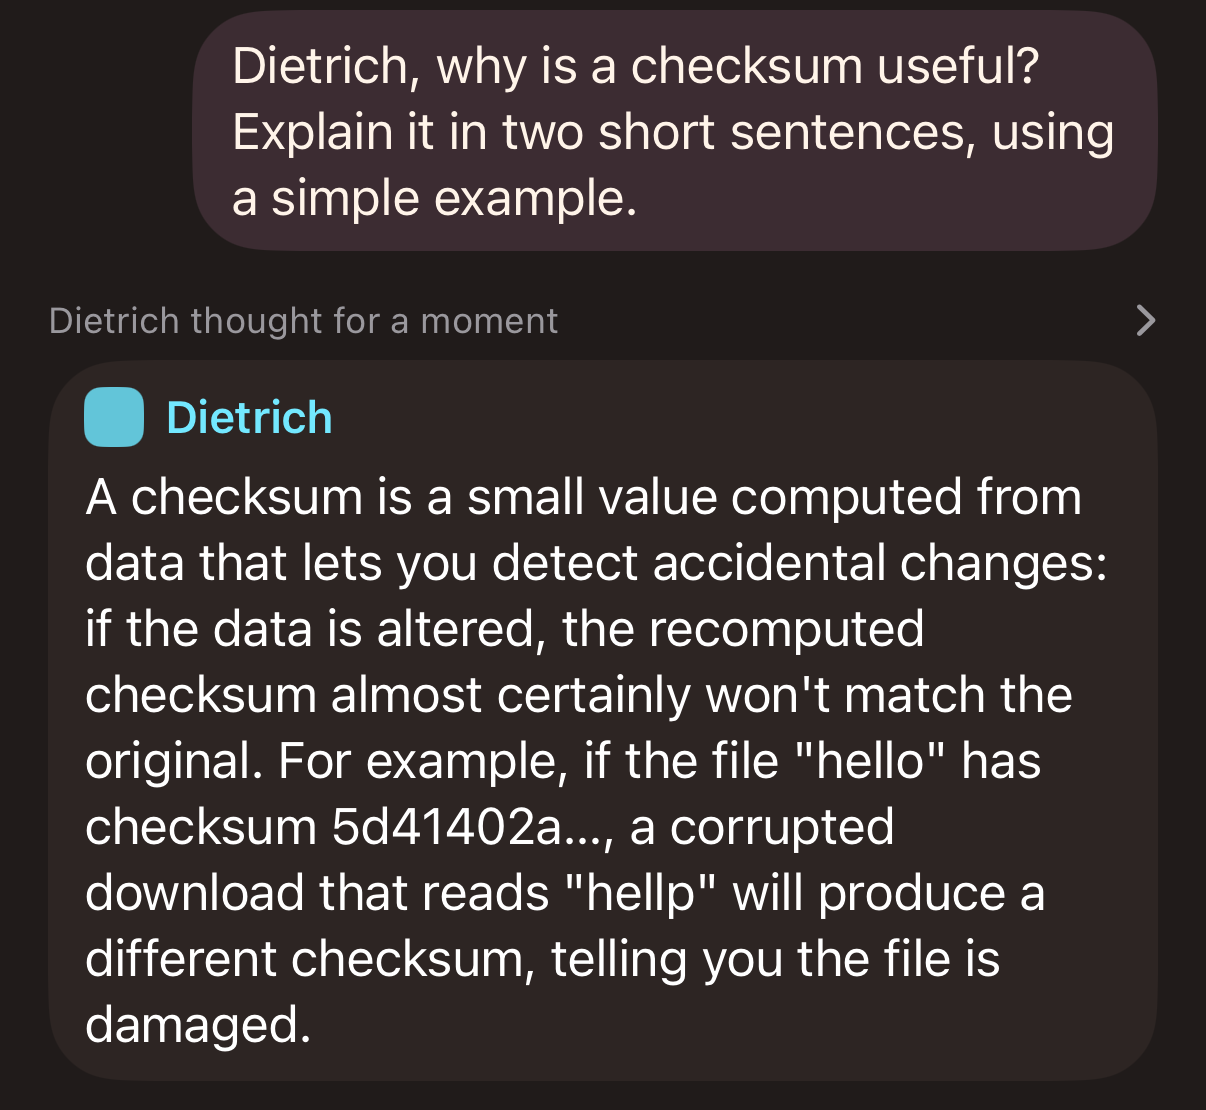 Dietrich, why is a checksum useful?
Explain it in two short sentences, using
a simple example.
Dietrich thought for a moment
Dietrich
A checksum is a small value computed from
data that lets you detect accidental changes:
if the data is altered, the recomputed
checksum almost certainly won't match the
original. For example, if the file "hello" has
checksum 5d41402a..., a corrupted
download that reads "hellp" will produce a
different checksum, telling you the file is
damaged.